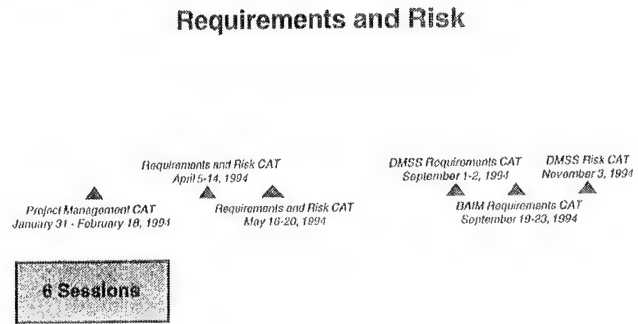 Requirements and Risk
Requirements and Risk CAT
April 5-14, 1994
DMSS Requirements CAT
September 1-2, 1994
DMSS Risk CAT
November 3, 1994
Project Management CAT
January 31 - February 18, 1994
Requirements and Risk CAT
May 16-20, 1994
BAIM Requirements CAT
September 19-23, 1994
6 Sessions